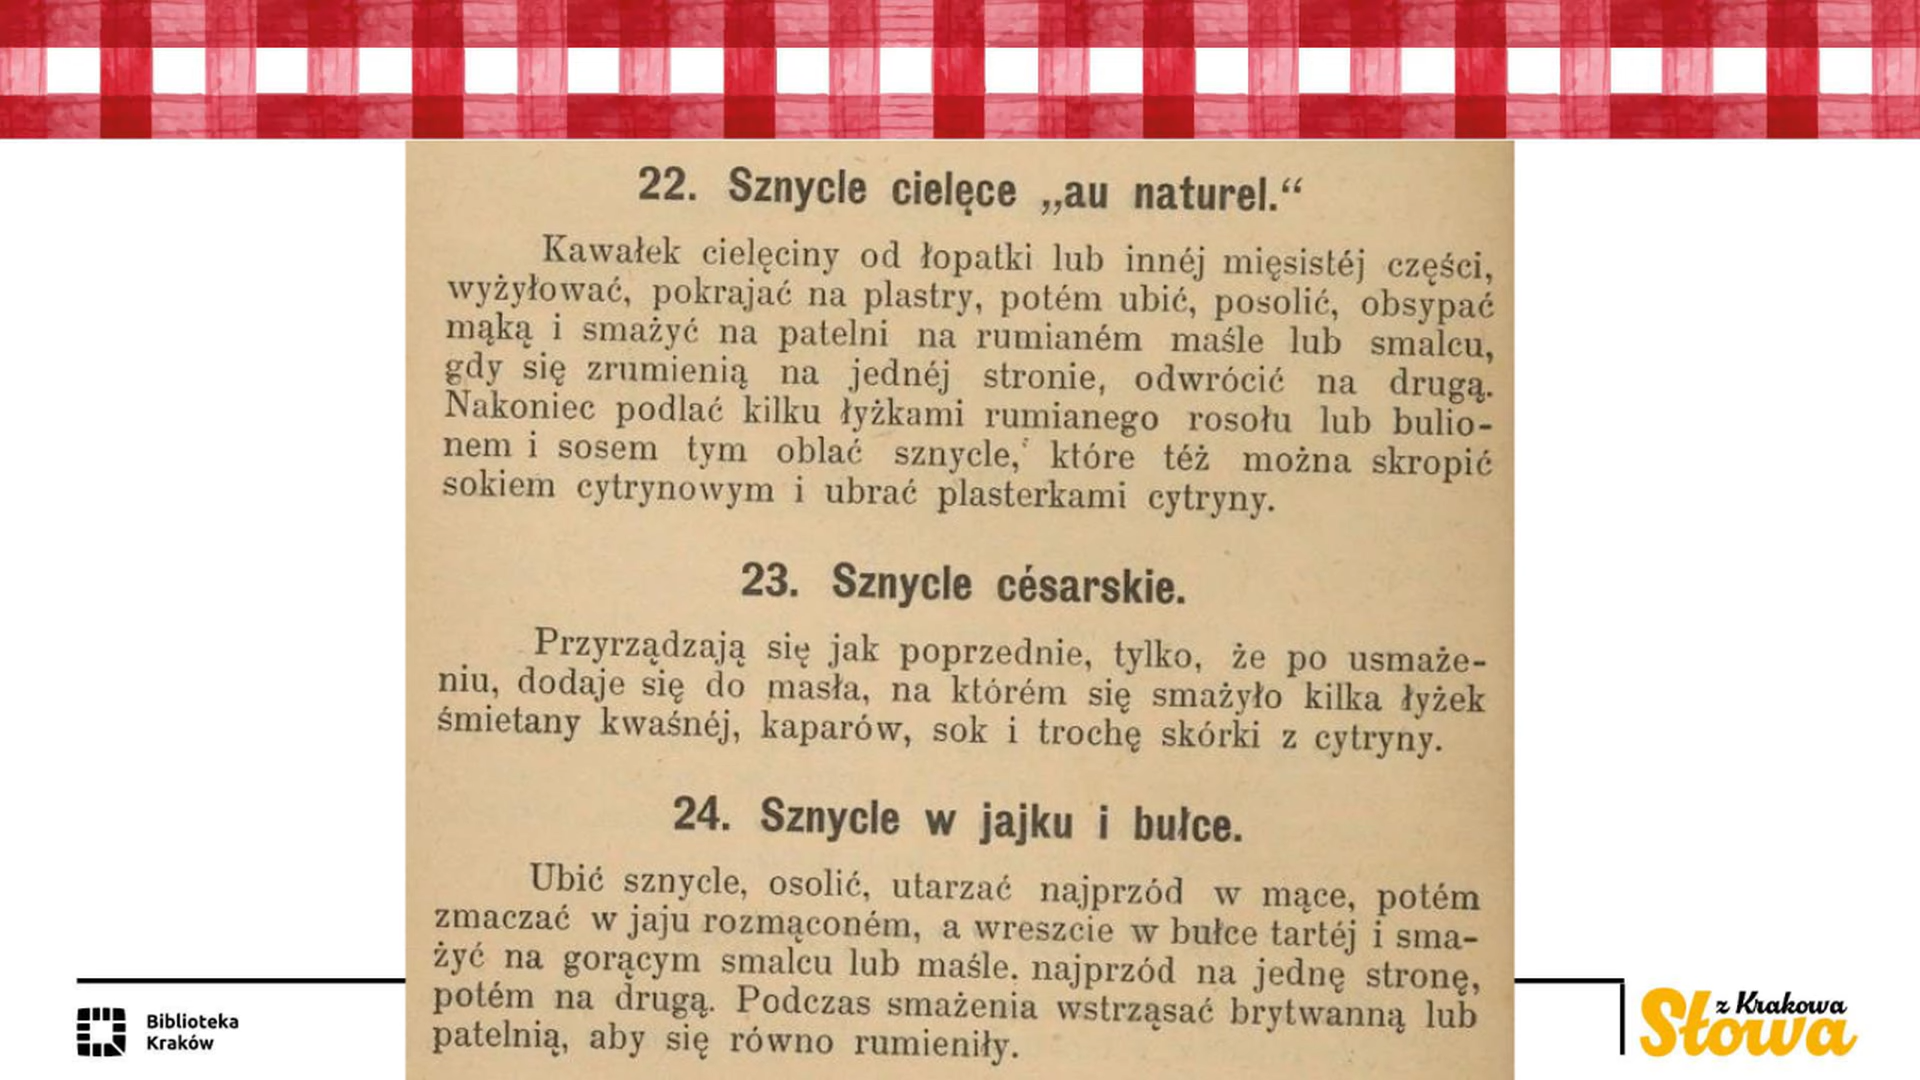 22. Sznycle cielęce „au naturel.“
Kawałek cielęciny od łopatki lub innéj mięsistéj części,
wyżyłować, pokrajać na plastry, potém ubić, posolić, obsypać
mąką i smażyć na patelni na rumianém maśle lub smalcu,
gdy się zrumienią na jednéj stronie, odwrócić na drugą.
Nakoniec podlać kilku łyżkami rumianego rosołu lub bulio-
nem i sosem tym oblać sznycle, które téż można skropić
sokiem cytrynowym i ubrać plasterkami cytryny.
23. Sznycle césarskie.
Przyrządzają się jak poprzednie, tylko, że po usmaże-
niu, dodaje się do masła, na którém się smażyło kilka łyżek
śmietany kwaśnéj, kaparów, sok i trochę skórki z cytryny.
24. Sznycle w jajku i bułce.
Ubić sznycle, osolić, utarzać najprzód w mące, potém
zmaczać w jaju rozmąconém, a wreszcie w bułce tartéj i sma-
żyć na gorącym smalcu lub maśle. najprzód na jednę stronę,
potém na drugą. Podczas smażenia wstrząsać brytwanną lub
patelnią, aby się równo rumieniły.
Biblioteka
Kraków
z Krakowa
Słowa